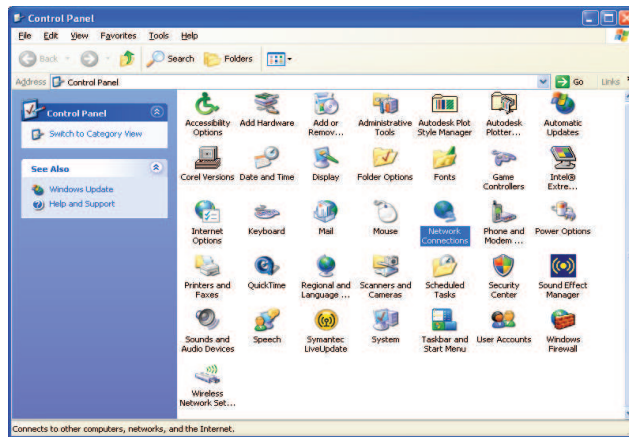 Control Panel
File Edit View Favorites Tools Help
Back Search Folders
Address Control Panel Go Links
Control Panel
Switch to Category View
See Also
Windows Update
Help and Support
Accessibility Options
Add Hardware
Add or Remov...
Administrative Tools
Autodesk Plot Style Manager
Autodesk Plotter...
Automatic Updates
Corel Versions
Date and Time
Display
Folder Options
Fonts
Game Controllers
Intel® Extre...
Internet Options
Keyboard
Mail
Mouse
Network Connections
Phone and Modem ...
Power Options
Printers and Faxes
QuickTime
Regional and Language ...
Scanners and Cameras
Scheduled Tasks
Security Center
Sound Effect Manager
Sounds and Audio Devices
Speech
Symantec LiveUpdate
System
Taskbar and Start Menu
User Accounts
Windows Firewall
Wireless Network Set...
Connects to other computers, networks, and the Internet.